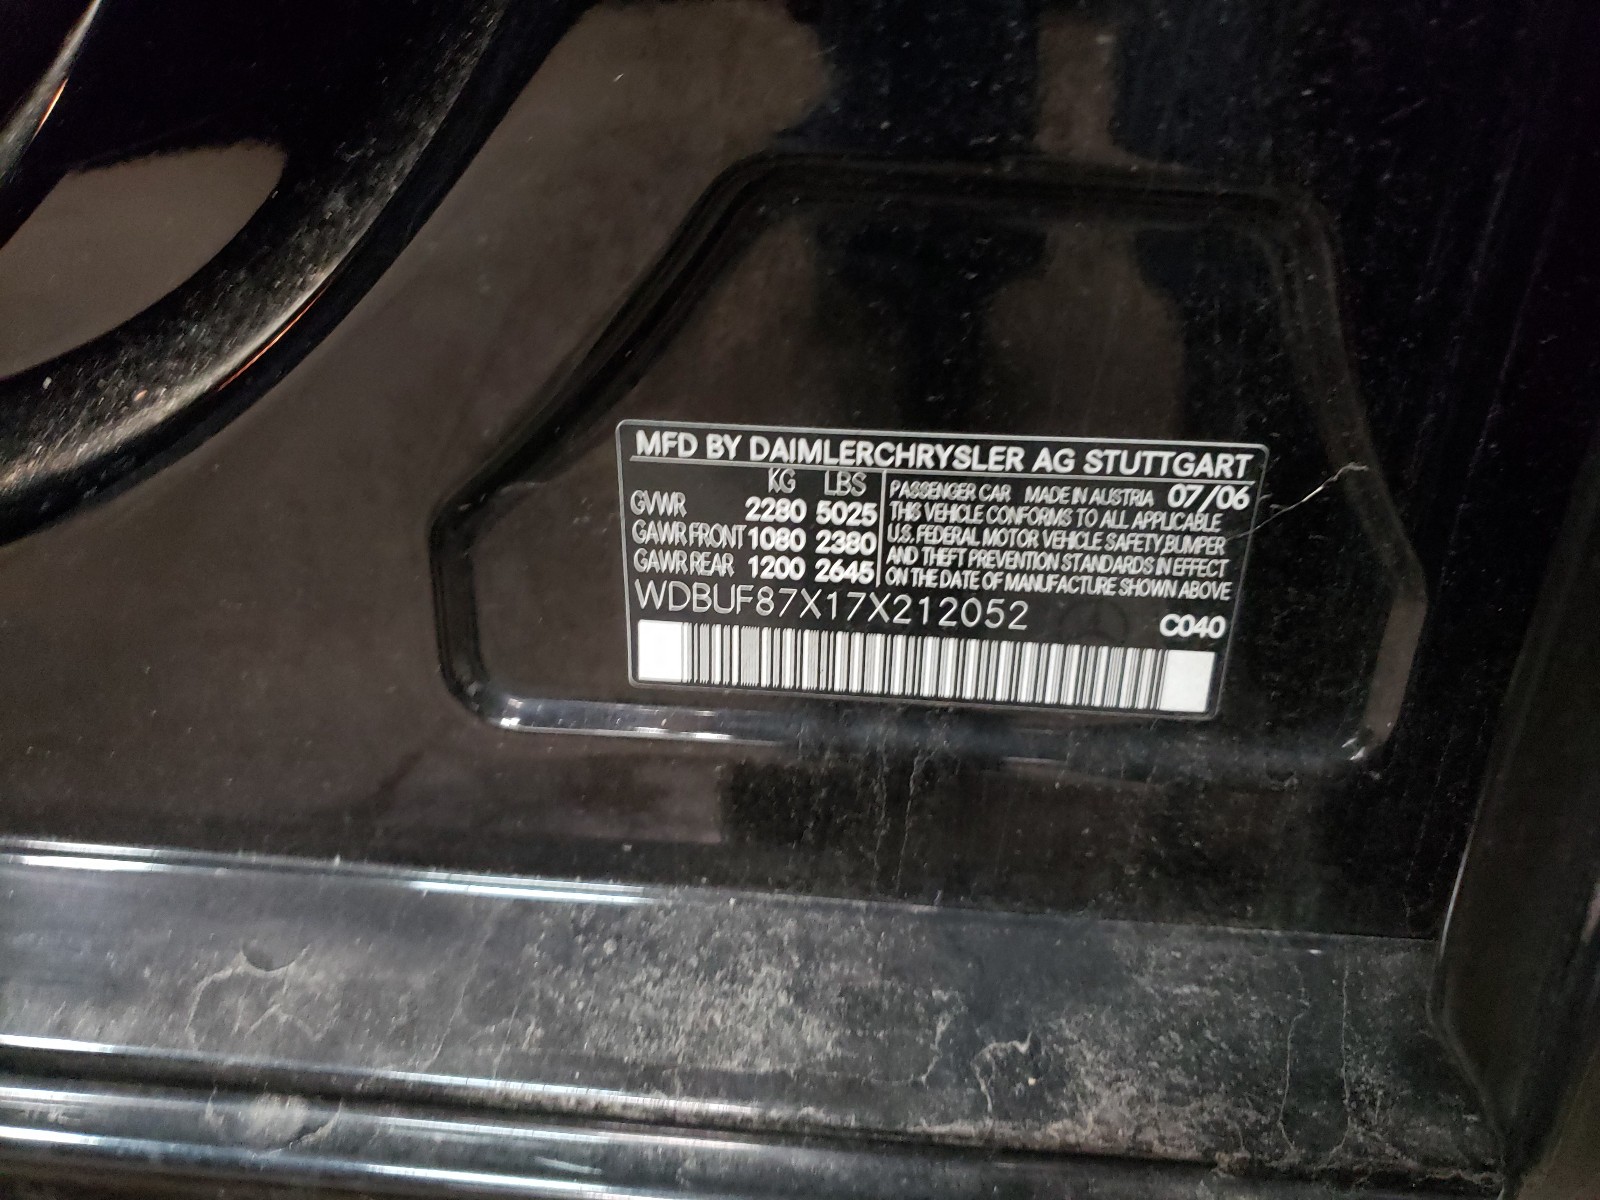 MFD BY DAIMLERCHRYSLER AG STUTTGART
KG LBS
GVWR 2280 5025
GAWR FRONT 1080 2380
GAWR REAR 1200 2645
PASSENGER CAR MADE IN AUSTRIA 07/06
THIS VEHICLE CONFORMS TO ALL APPLICABLE
U.S. FEDERAL MOTOR VEHICLE SAFETY,BUMPER
AND THEFT PREVENTION STANDARDS IN EFFECT
ON THE DATE OF MANUFACTURE SHOWN ABOVE
WDBUF87X17X212052
C040